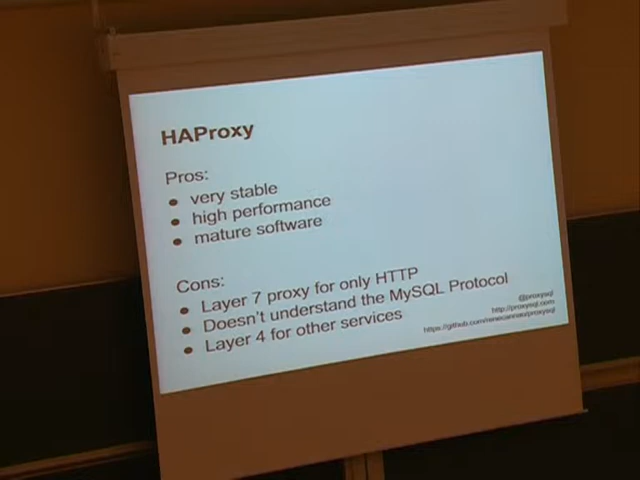 HAProxy
Pros:
● very stable
● high performance
● mature software
Cons:
● Layer 7 proxy for only HTTP
● Doesn't understand the MySQL Protocol
● Layer 4 for other services
@proxysql
http://proxysql.com
https://github.com/renecannao/proxysql